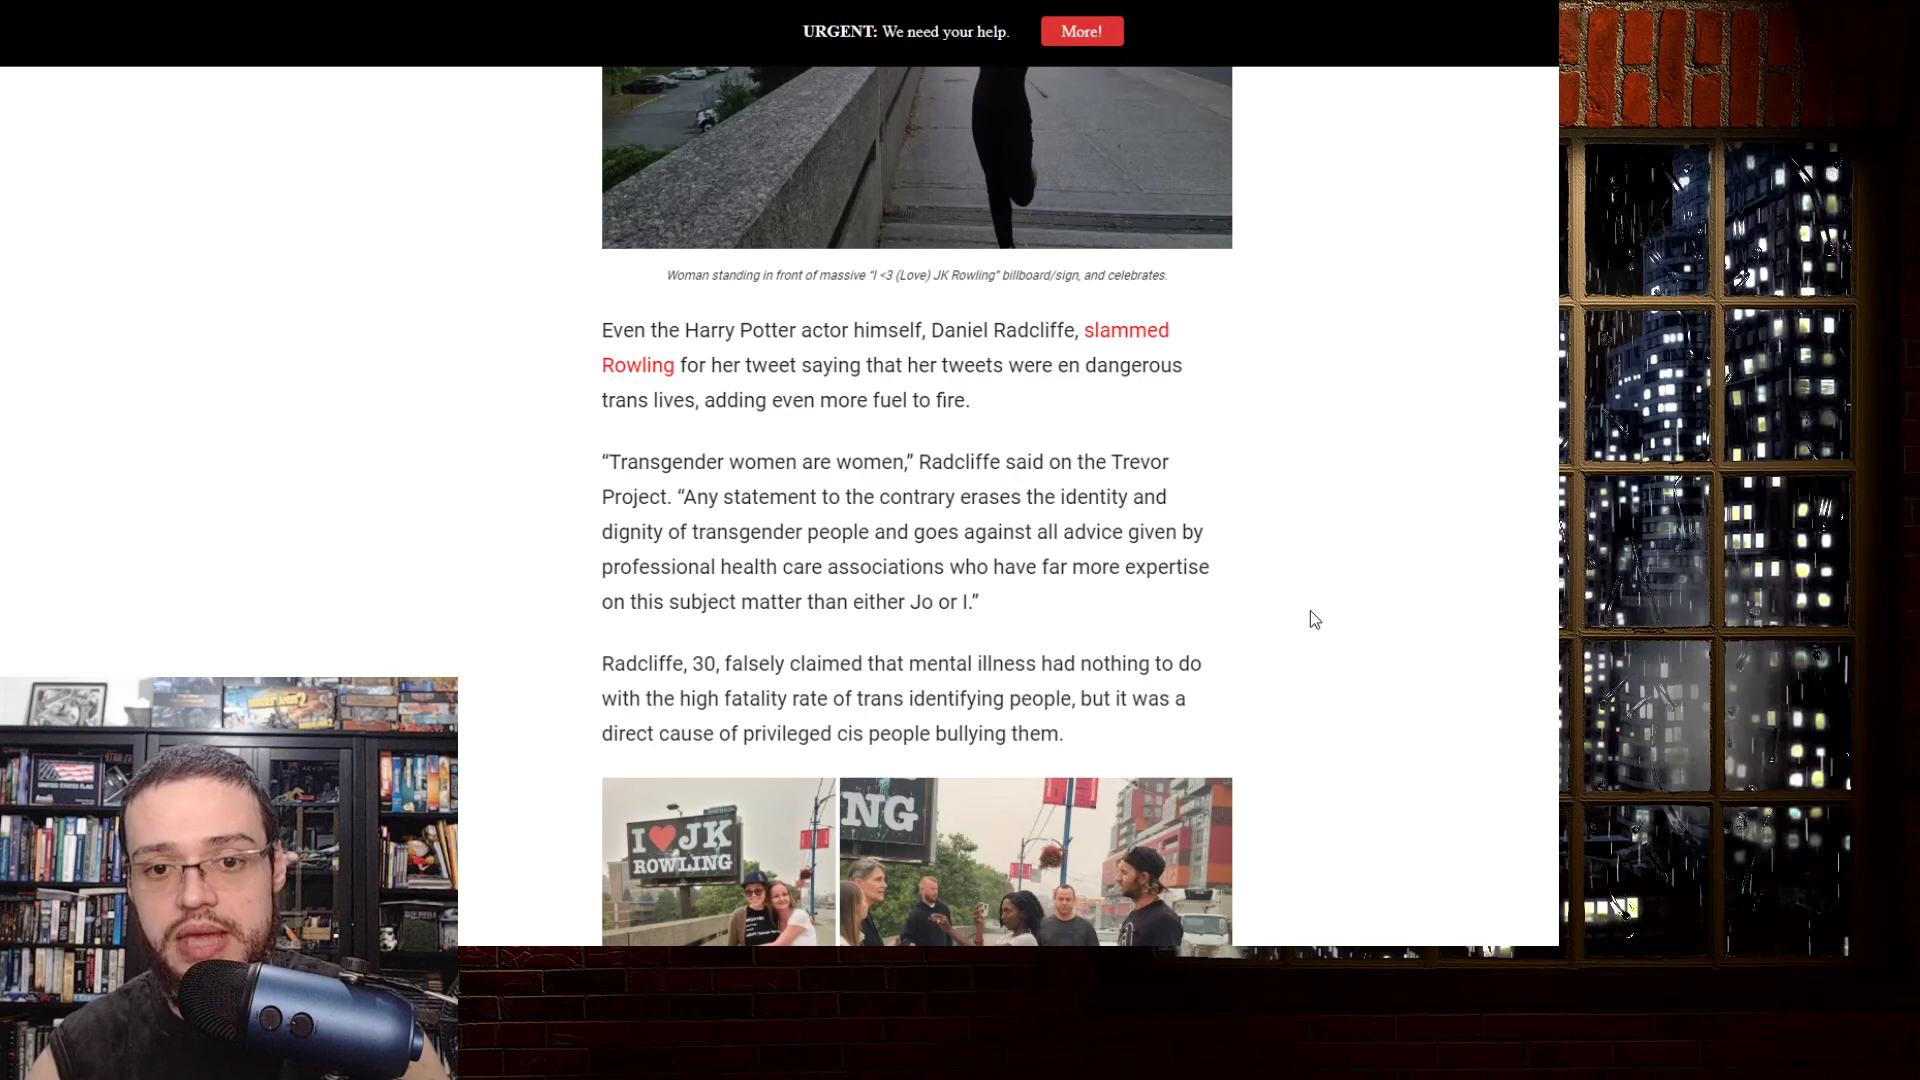 URGENT: We need your help.
More!
Woman standing in front of massive “I <3 (Love) JK Rowling” billboard/sign, and celebrates.
Even the Harry Potter actor himself, Daniel Radcliffe, slammed
Rowling for her tweet saying that her tweets were en dangerous
trans lives, adding even more fuel to fire.
“Transgender women are women,” Radcliffe said on the Trevor
Project. “Any statement to the contrary erases the identity and
dignity of transgender people and goes against all advice given by
professional health care associations who have far more expertise
on this subject matter than either Jo or I.”
Radcliffe, 30, falsely claimed that mental illness had nothing to do
with the high fatality rate of trans identifying people, but it was a
direct cause of privileged cis people bullying them.
I ♥ JK
ROWLING
NG
UNITED STATES FLAG